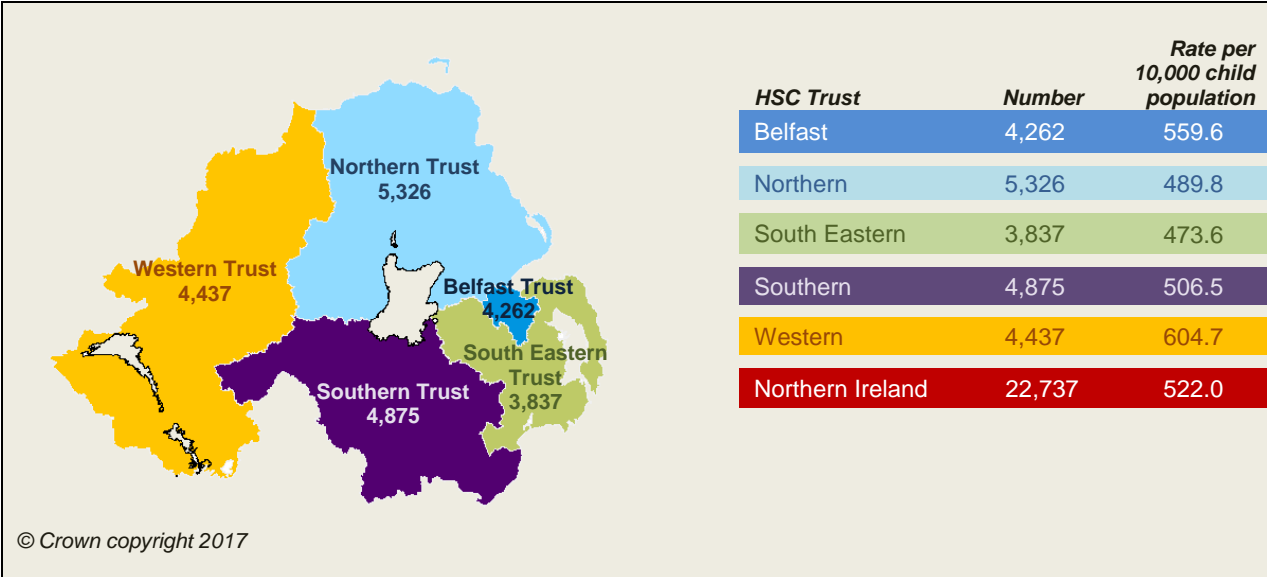 Northern Trust
5,326
Western Trust
4,437
Belfast Trust
4,262
South Eastern
Trust
3,837
Southern Trust
4,875
Rate per
10,000 child
HSC Trust Number population
Belfast 4,262 559.6
Northern 5,326 489.8
South Eastern 3,837 473.6
Southern 4,875 506.5
Western 4,437 604.7
Northern Ireland 22,737 522.0
© Crown copyright 2017